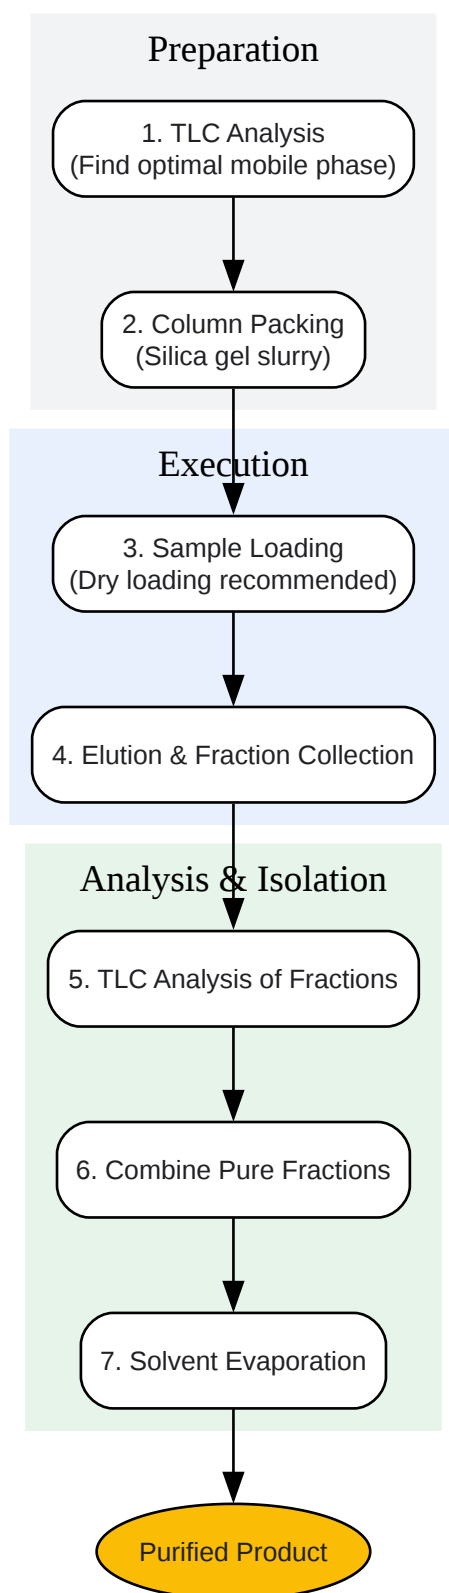 Preparation
1. TLC Analysis
(Find optimal mobile phase)
2. Column Packing
(Silica gel slurry)
Execution
3. Sample Loading
(Dry loading recommended)
4. Elution & Fraction Collection
Analysis & Isolation
5. TLC Analysis of Fractions
6. Combine Pure Fractions
7. Solvent Evaporation
Purified Product